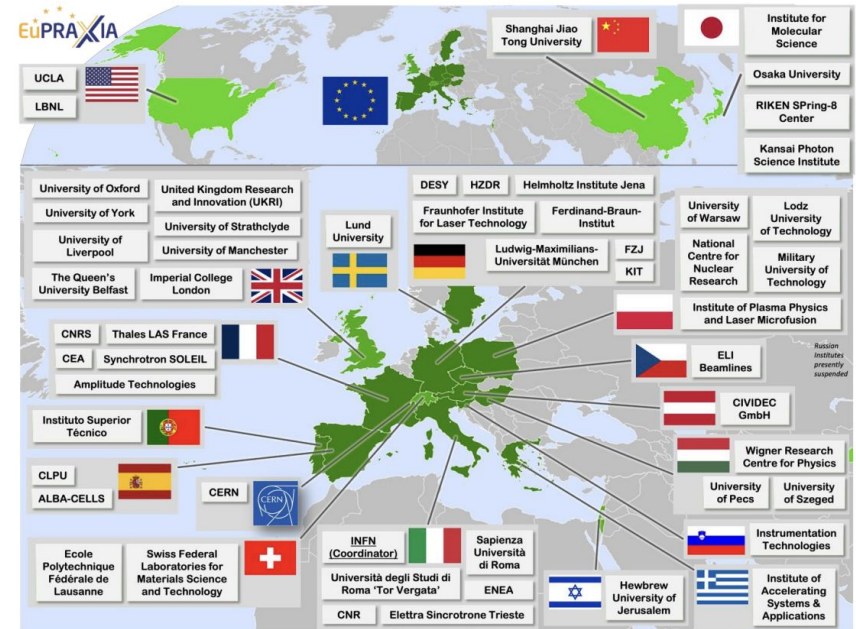 EuPRAXIA
UCLA
LBNL
Shanghai Jiao
Tong University
Institute for
Molecular
Science
Osaka University
RIKEN SPring-8
Center
Kansai Photon
Science Institute
University of Oxford
United Kingdom Research
and Innovation (UKRI)
University of York
University of Strathclyde
University of
Liverpool
University of Manchester
The Queen's
University Belfast
Imperial College
London
Lund
University
DESY
HZDR
Helmholtz Institute Jena
Fraunhofer Institute
for Laser Technology
Ferdinand-Braun-
Institut
Ludwig-Maximilians-
Universität München
FZJ
KIT
University
of Warsaw
Lodz
University
of Technology
National
Centre for
Nuclear
Research
Military
University of
Technology
Institute of Plasma Physics
and Laser Microfusion
CNRS
Thales LAS France
CEA
Synchrotron SOLEIL
Amplitude Technologies
ELI
Beamlines
Russian
Institutes
presently
suspended
CIVIDEC
GmbH
Instituto Superior
Técnico
Wigner Research
Centre for Physics
University
of Pecs
University
of Szeged
CLPU
ALBA-CELLS
CERN
CERN
Instrumentation
Technologies
Ecole
Polytechnique
Fédérale de
Lausanne
Swiss Federal
Laboratories for
Materials Science
and Technology
INFN
(Coordinator)
Sapienza
Università
di Roma
Università degli Studi di
Roma 'Tor Vergata'
ENEA
CNR
Elettra Sincrotrone Trieste
Hewbrew
University of
Jerusalem
Institute of
Accelerating
Systems &
Applications